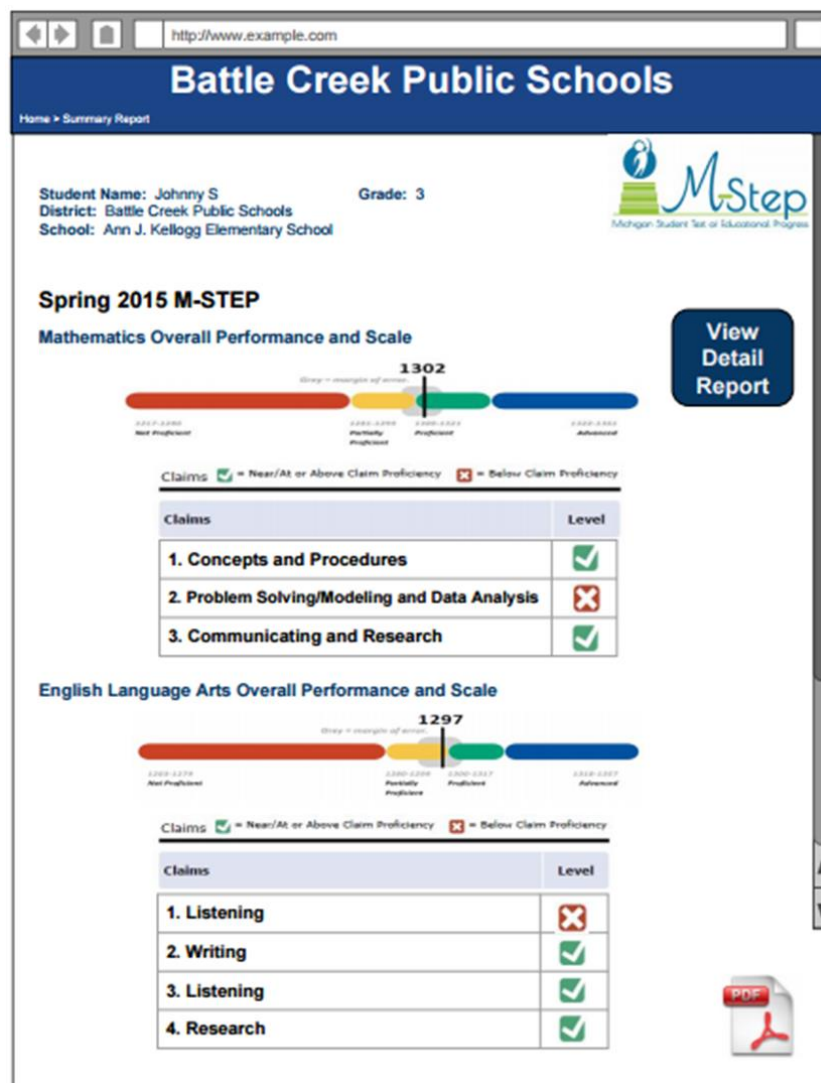 http://www.example.com
Battle Creek Public Schools
Home > Summary Report
Student Name: Johnny S Grade: 3
District: Battle Creek Public Schools
School: Ann J. Kellogg Elementary School
M-Step
Michigan Student Test of Educational Progress
Spring 2015 M-STEP
Mathematics Overall Performance and Scale
View
Detail
Report
1302
Gray = margin of error.
Not Proficient
Partially
Proficient
Proficient
Advanced
Claims = Near/At or Above Claim Proficiency = Below Claim Proficiency
Claims Level
1. Concepts and Procedures
2. Problem Solving/Modeling and Data Analysis
3. Communicating and Research
English Language Arts Overall Performance and Scale
1297
Gray = margin of error.
Not Proficient
Partially
Proficient
Proficient
Advanced
Claims = Near/At or Above Claim Proficiency = Below Claim Proficiency
Claims Level
1. Listening
2. Writing
3. Listening
4. Research
PDF